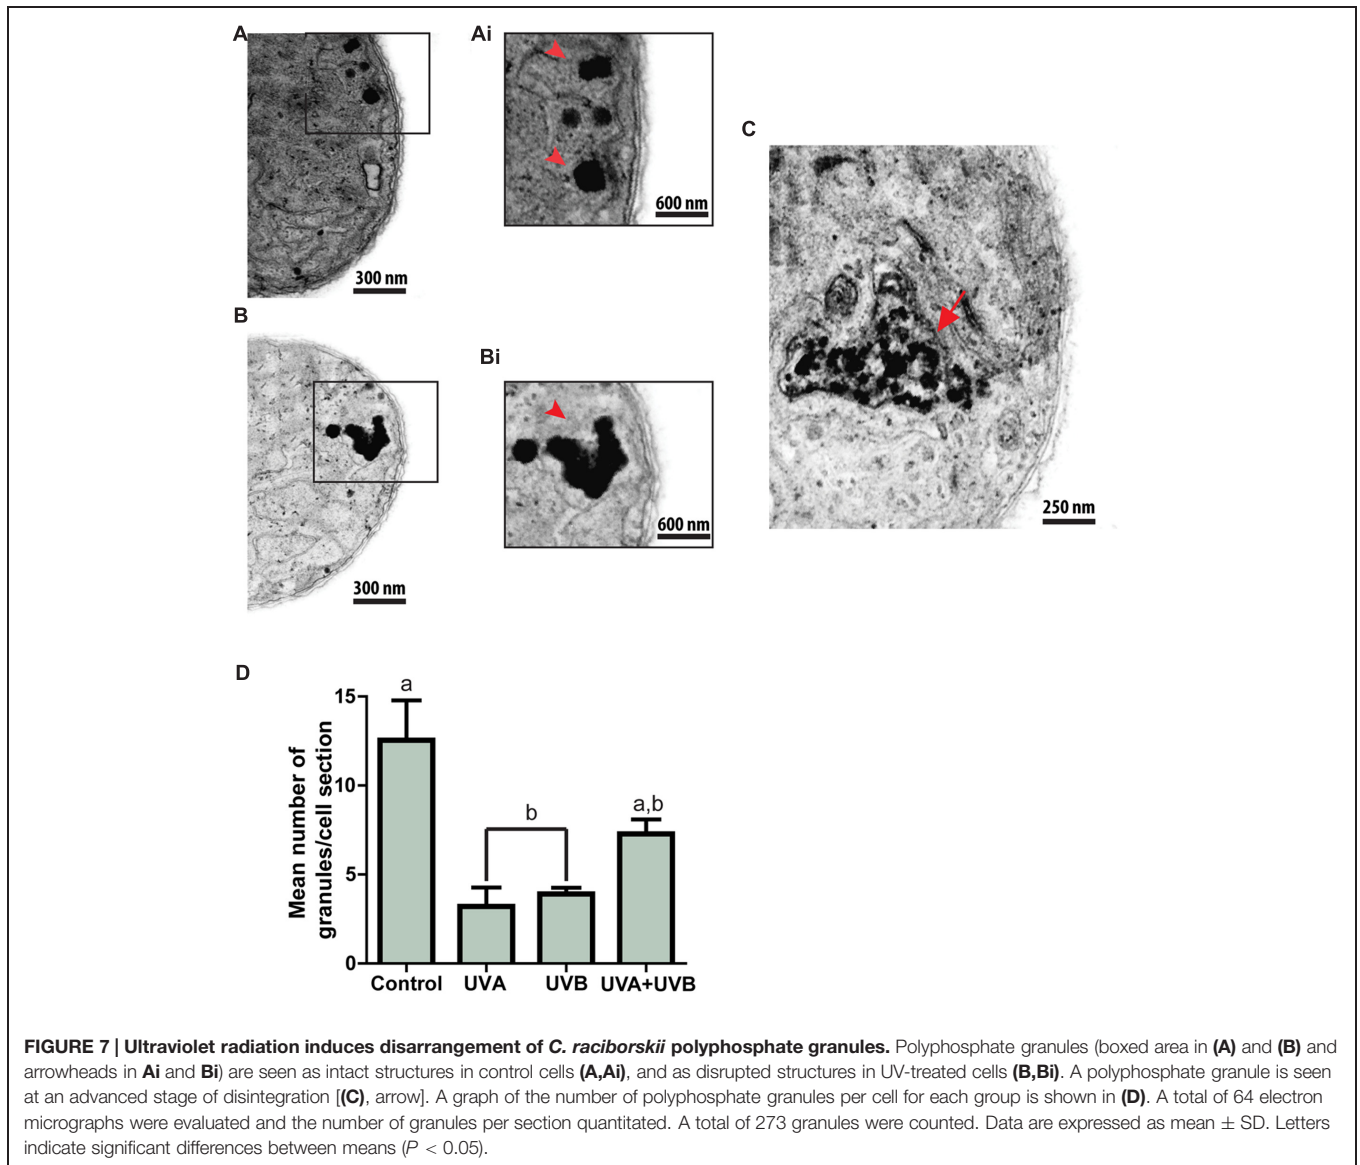 A
Ai
600 nm
300 nm
B
Bi
600 nm
300 nm
C
250 nm
D
Mean number of
granules/cell section
15
10
5
0
a
b
a,b
Control UVA UVB UVA+UVB
FIGURE 7 | Ultraviolet radiation induces disarrangement of C. raciborskii polyphosphate granules. Polyphosphate granules (boxed area in (A) and (B) and
arrowheads in Ai and Bi) are seen as intact structures in control cells (A,Ai), and as disrupted structures in UV-treated cells (B,Bi). A polyphosphate granule is seen
at an advanced stage of disintegration [(C), arrow]. A graph of the number of polyphosphate granules per cell for each group is shown in (D). A total of 64 electron
micrographs were evaluated and the number of granules per section quantitated. A total of 273 granules were counted. Data are expressed as mean ± SD. Letters
indicate significant differences between means (P < 0.05).